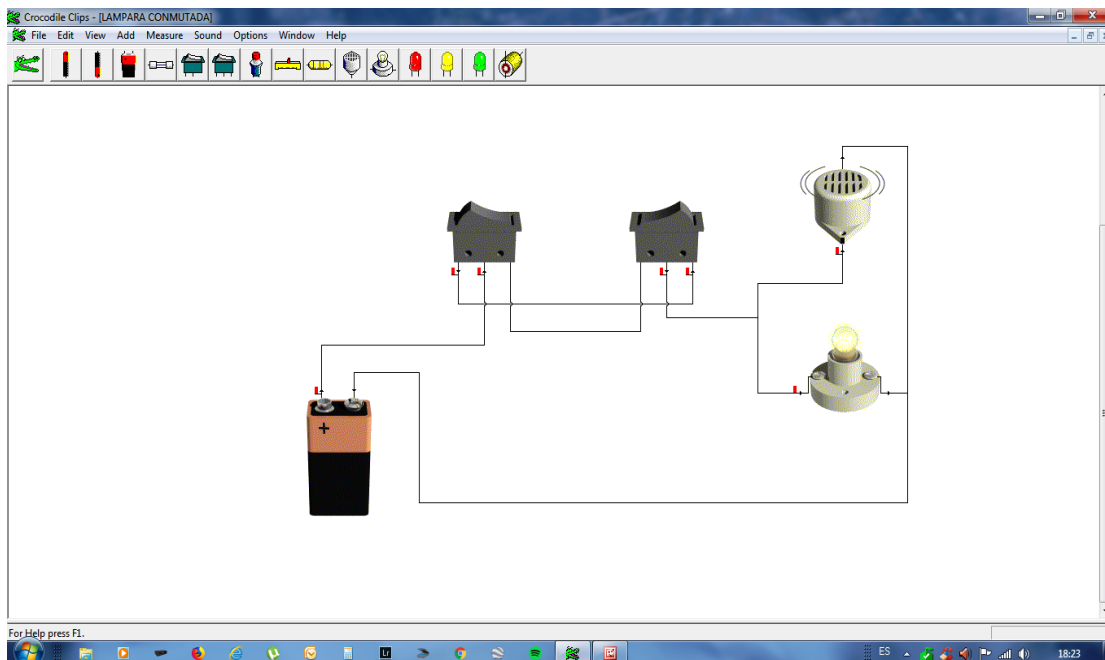 Crocodile Clips - [LAMPARA CONMUTADA]
File Edit View Add Measure Sound Options Window Help
+
For Help press F1.
Lr
ES
18:23